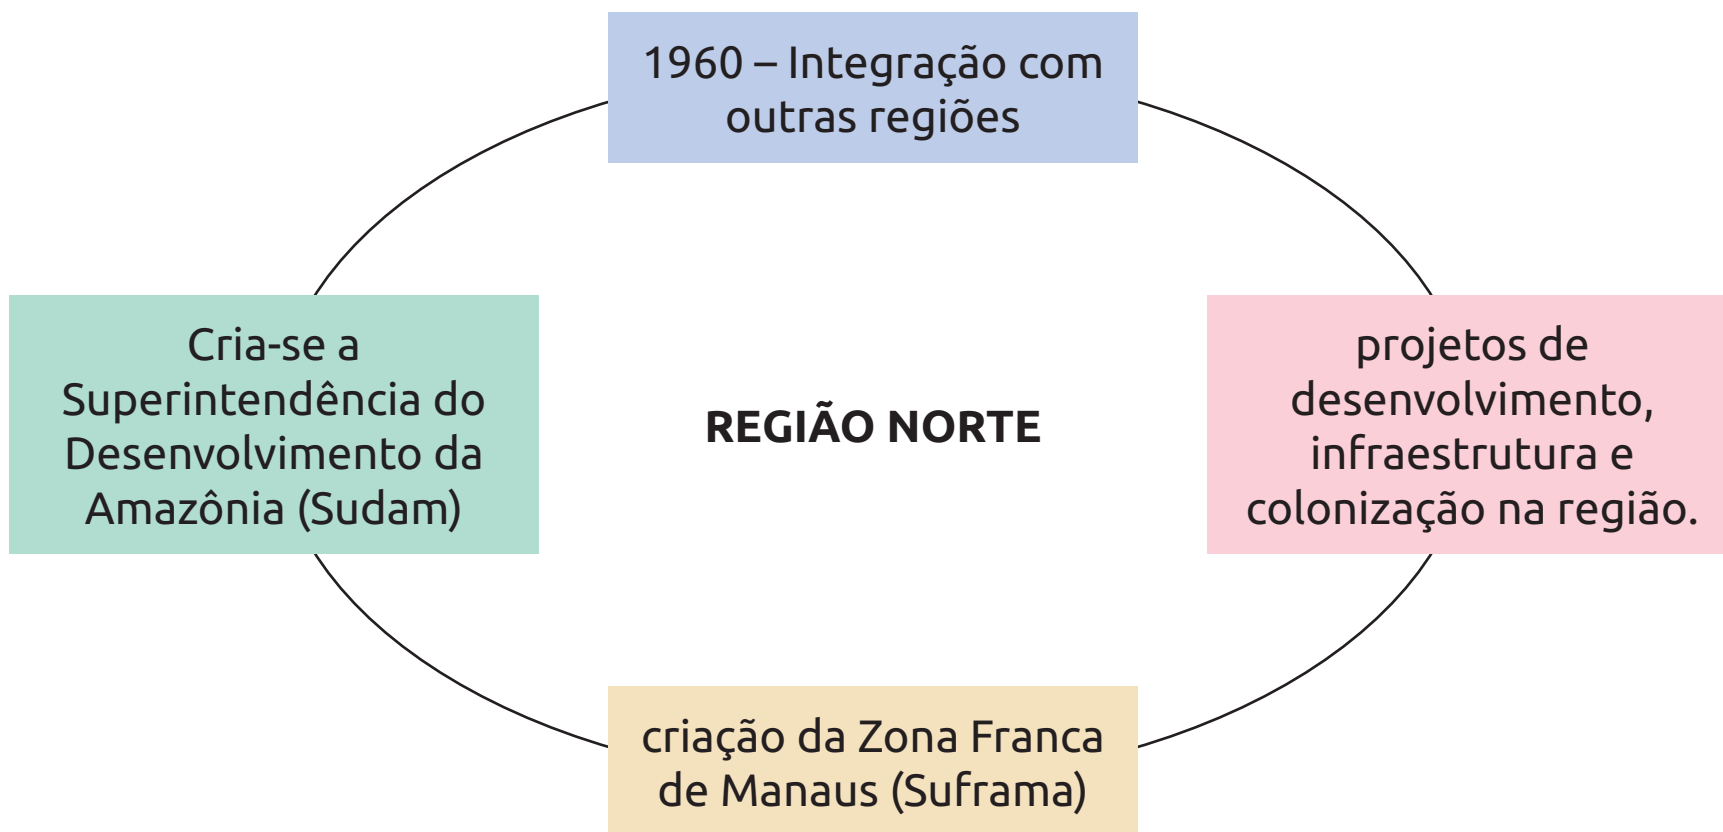 1960 – Integração com
outras regiões
Cria-se a
Superintendência do
Desenvolvimento da
Amazônia (Sudam)
REGIÃO NORTE
projetos de
desenvolvimento,
infraestrutura e
colonização na região.
criação da Zona Franca
de Manaus (Suframa)